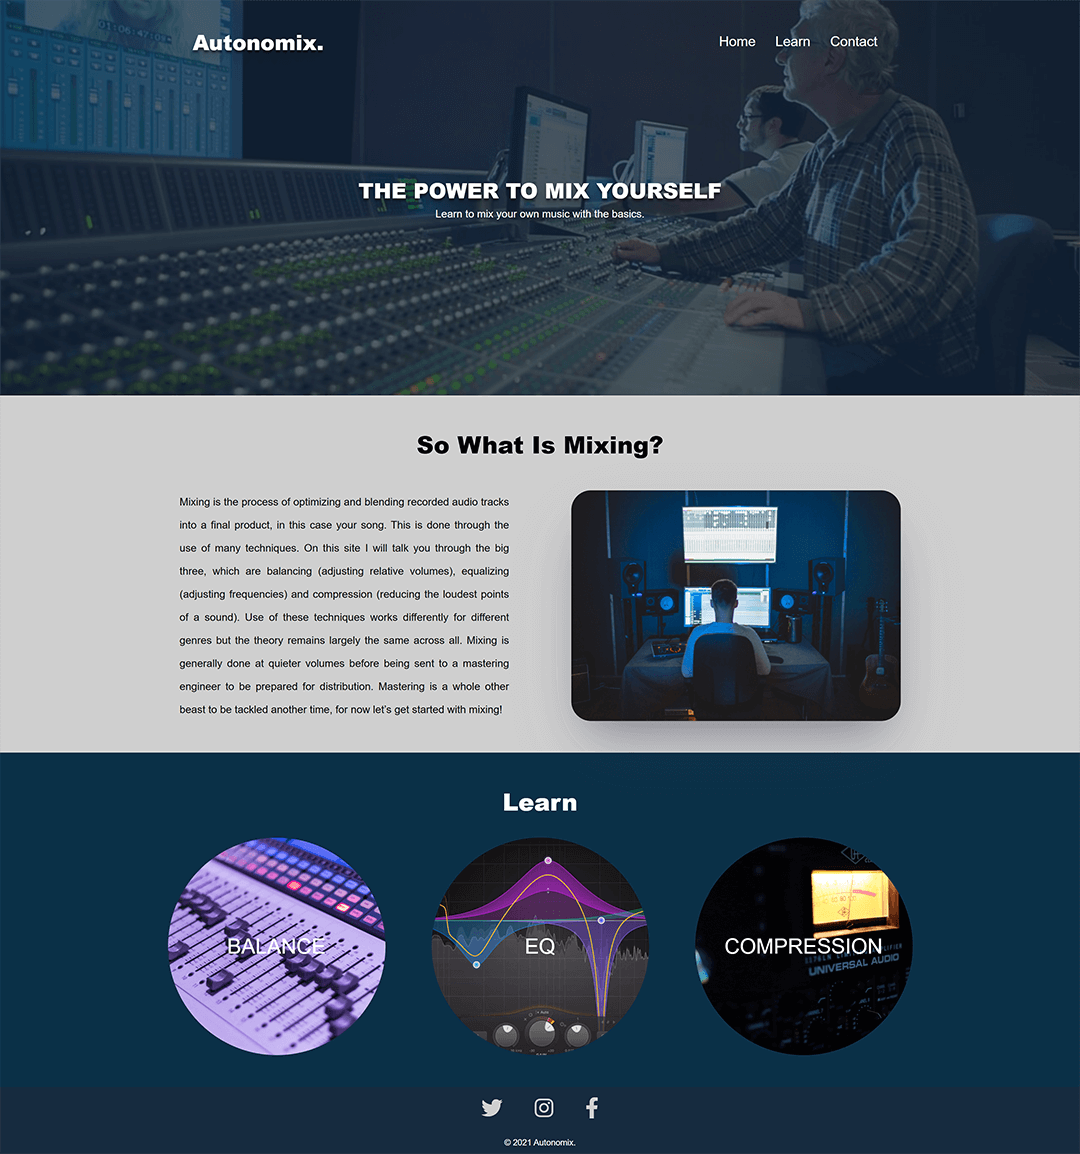 Autonomix.
Home Learn Contact
THE POWER TO MIX YOURSELF
Learn to mix your own music with the basics.
So What Is Mixing?
Mixing is the process of optimizing and blending recorded audio tracks
into a final product, in this case your song. This is done through the
use of many techniques. On this site I will talk you through the big
three, which are balancing (adjusting relative volumes), equalizing
(adjusting frequencies) and compression (reducing the loudest points
of a sound). Use of these techniques works differently for different
genres but the theory remains largely the same across all. Mixing is
generally done at quieter volumes before being sent to a mastering
engineer to be prepared for distribution. Mastering is a whole other
beast to be tackled another time, for now let's get started with mixing!
Learn
BALANCE
EQ
COMPRESSION
UNIVERSAL AUDIO
© 2021 Autonomix.